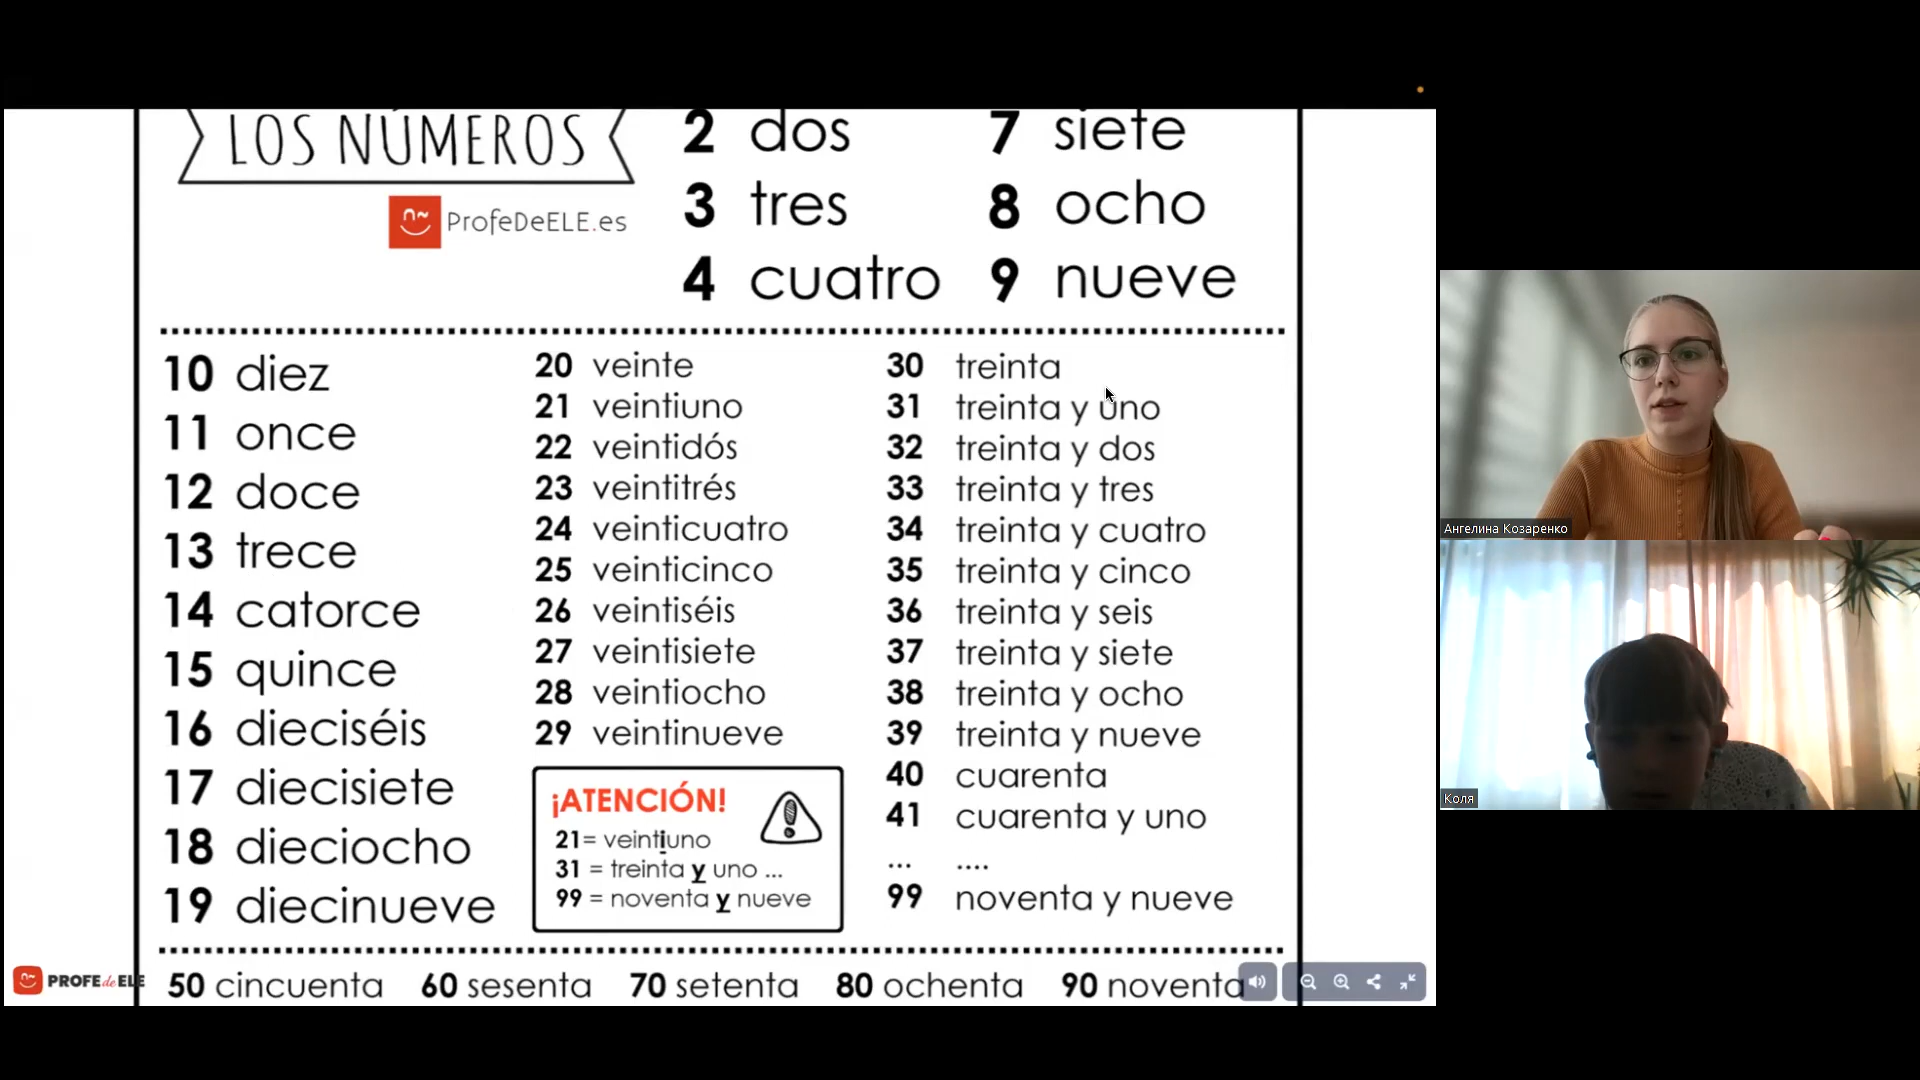 LOS NÚMEROS
ProfeDeELE.es
2 dos
3 tres
4 cuatro
7 siete
8 ocho
9 nueve
10 diez
11 once
12 doce
13 trece
14 catorce
15 quince
16 dieciséis
17 diecisiete
18 dieciocho
19 diecinueve
20 veinte
21 veintiuno
22 veintidós
23 veintitrés
24 veinticuatro
25 veinticinco
26 veintiséis
27 veintisiete
28 veintiocho
29 veintinueve
¡ATENCIÓN!
21= veintiuno
31 = treinta y uno ...
99 = noventa y nueve
30 treinta
31 treinta y uno
32 treinta y dos
33 treinta y tres
34 treinta y cuatro
35 treinta y cinco
36 treinta y seis
37 treinta y siete
38 treinta y ocho
39 treinta y nueve
40 cuarenta
41 cuarenta y uno
... ....
99 noventa y nueve
PROFEdeELE
50 cincuenta 60 sesenta 70 setenta 80 ochenta 90 noventa
Ангелина Козаренко
Коля